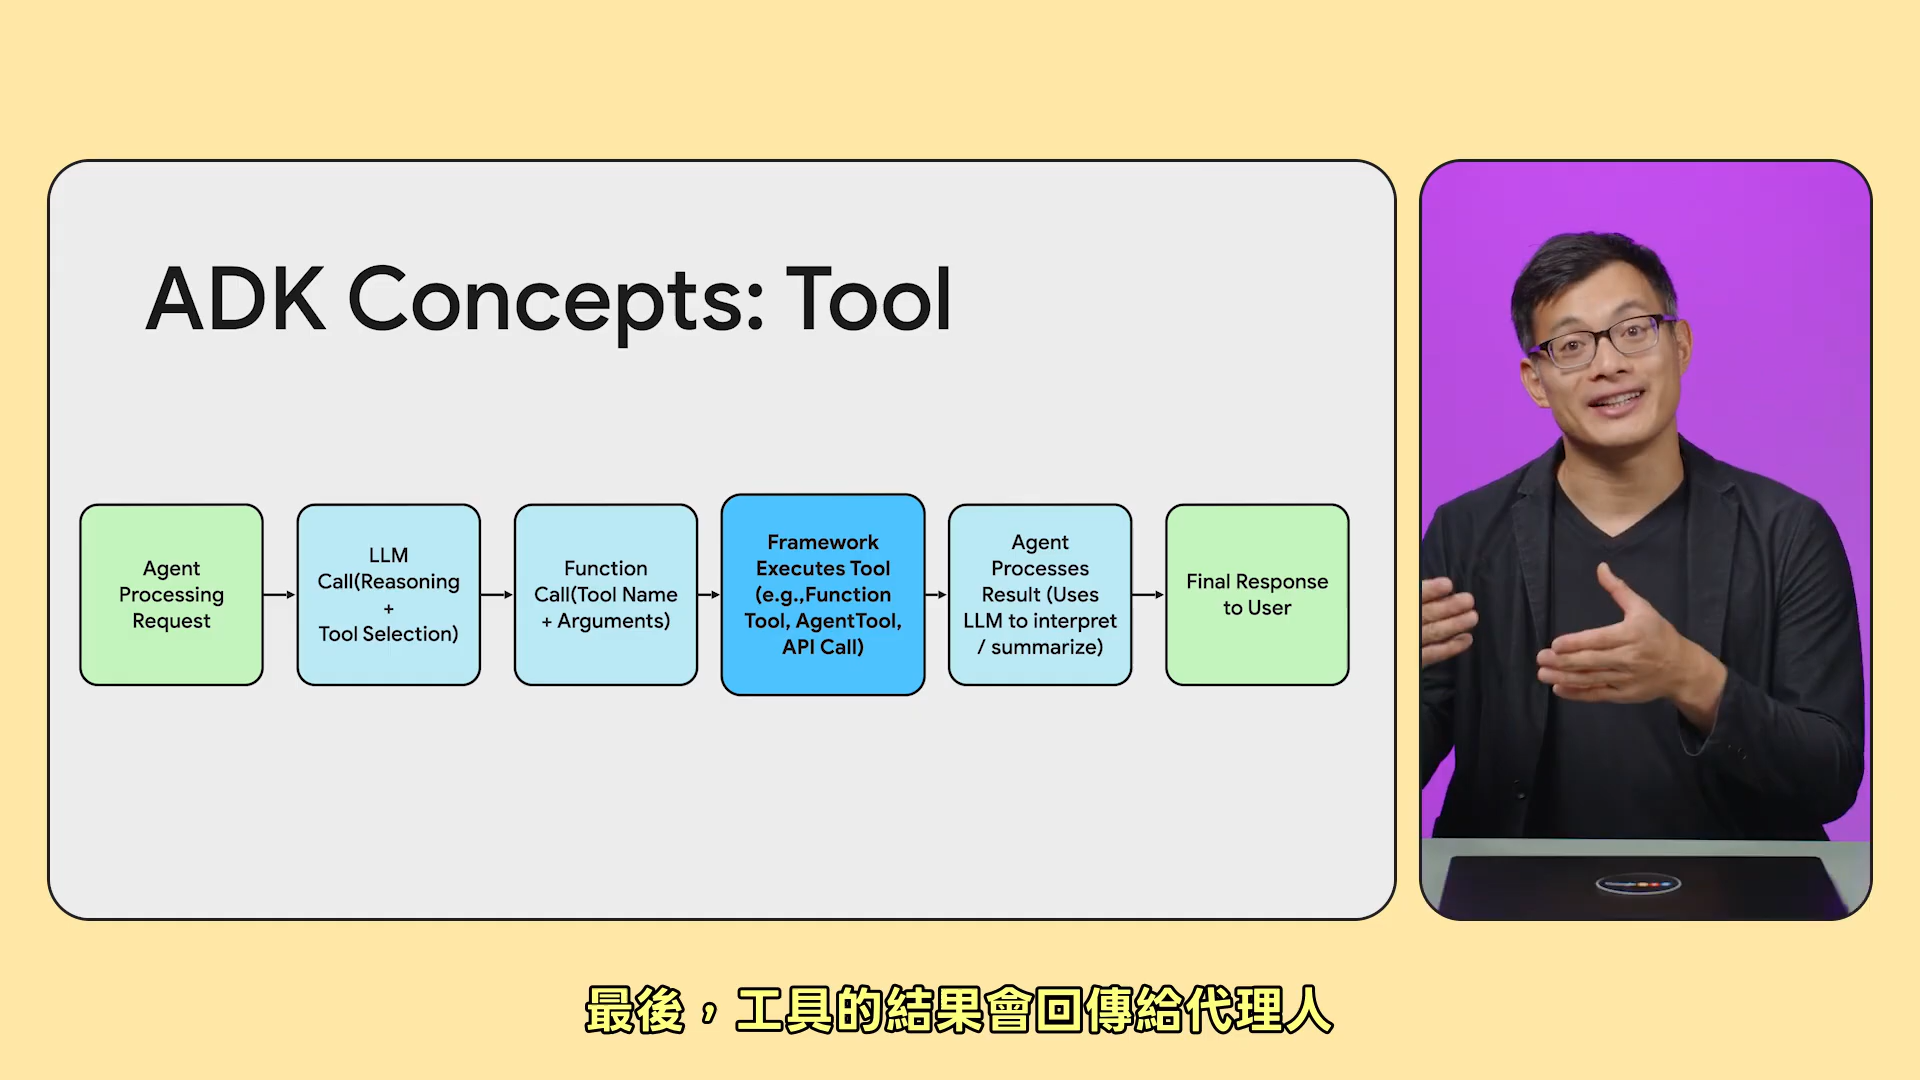 ADK Concepts: Tool
Agent
Processing
Request
LLM
Call(Reasoning
+
Tool Selection)
Function
Call(Tool Name
+ Arguments)
Framework
Executes Tool
(e.g.,Function
Tool, AgentTool,
API Call)
Agent
Processes
Result (Uses
LLM to interpret
/ summarize)
Final Response
to User
最後，工具的結果會回傳給代理人